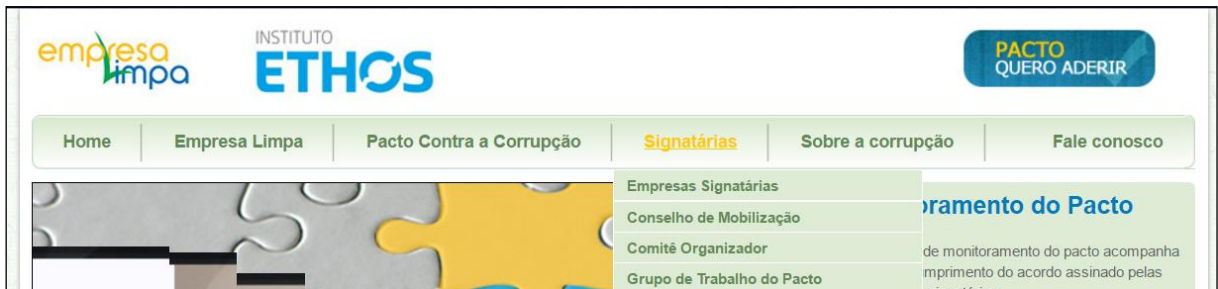 empresa
limpa
INSTITUTO
ETHOS
PACTO
QUERO ADERIR
Home
Empresa Limpa
Pacto Contra a Corrupção
Signatárias
Sobre a corrupção
Fale conosco
Empresas Signatárias
Conselho de Mobilização
Comitê Organizador
Grupo de Trabalho do Pacto
do Pacto
de monitoramento do pacto acompanha
do acordo assinado pelas